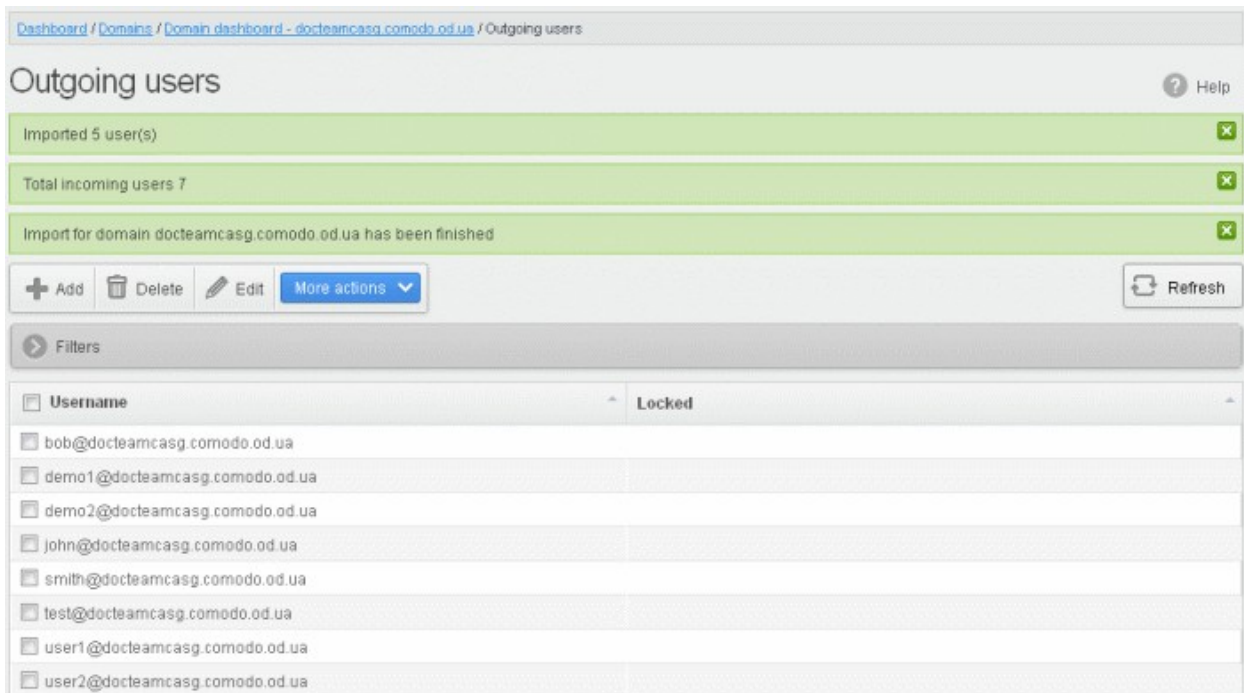 Dashboard / Domains / Domain dashboard - docteamcasg.comodo.od.ua / Outgoing users
Outgoing users
Help
Imported 5 user(s)
Total incoming users 7
Import for domain docteamcasg.comodo.od.ua has been finished
Add Delete Edit More actions Refresh
Filters
Username Locked
bob@docteamcasg.comodo.od.ua
demo1@docteamcasg.comodo.od.ua
demo2@docteamcasg.comodo.od.ua
john@docteamcasg.comodo.od.ua
smith@docteamcasg.comodo.od.ua
test@docteamcasg.comodo.od.ua
user1@docteamcasg.comodo.od.ua
user2@docteamcasg.comodo.od.ua